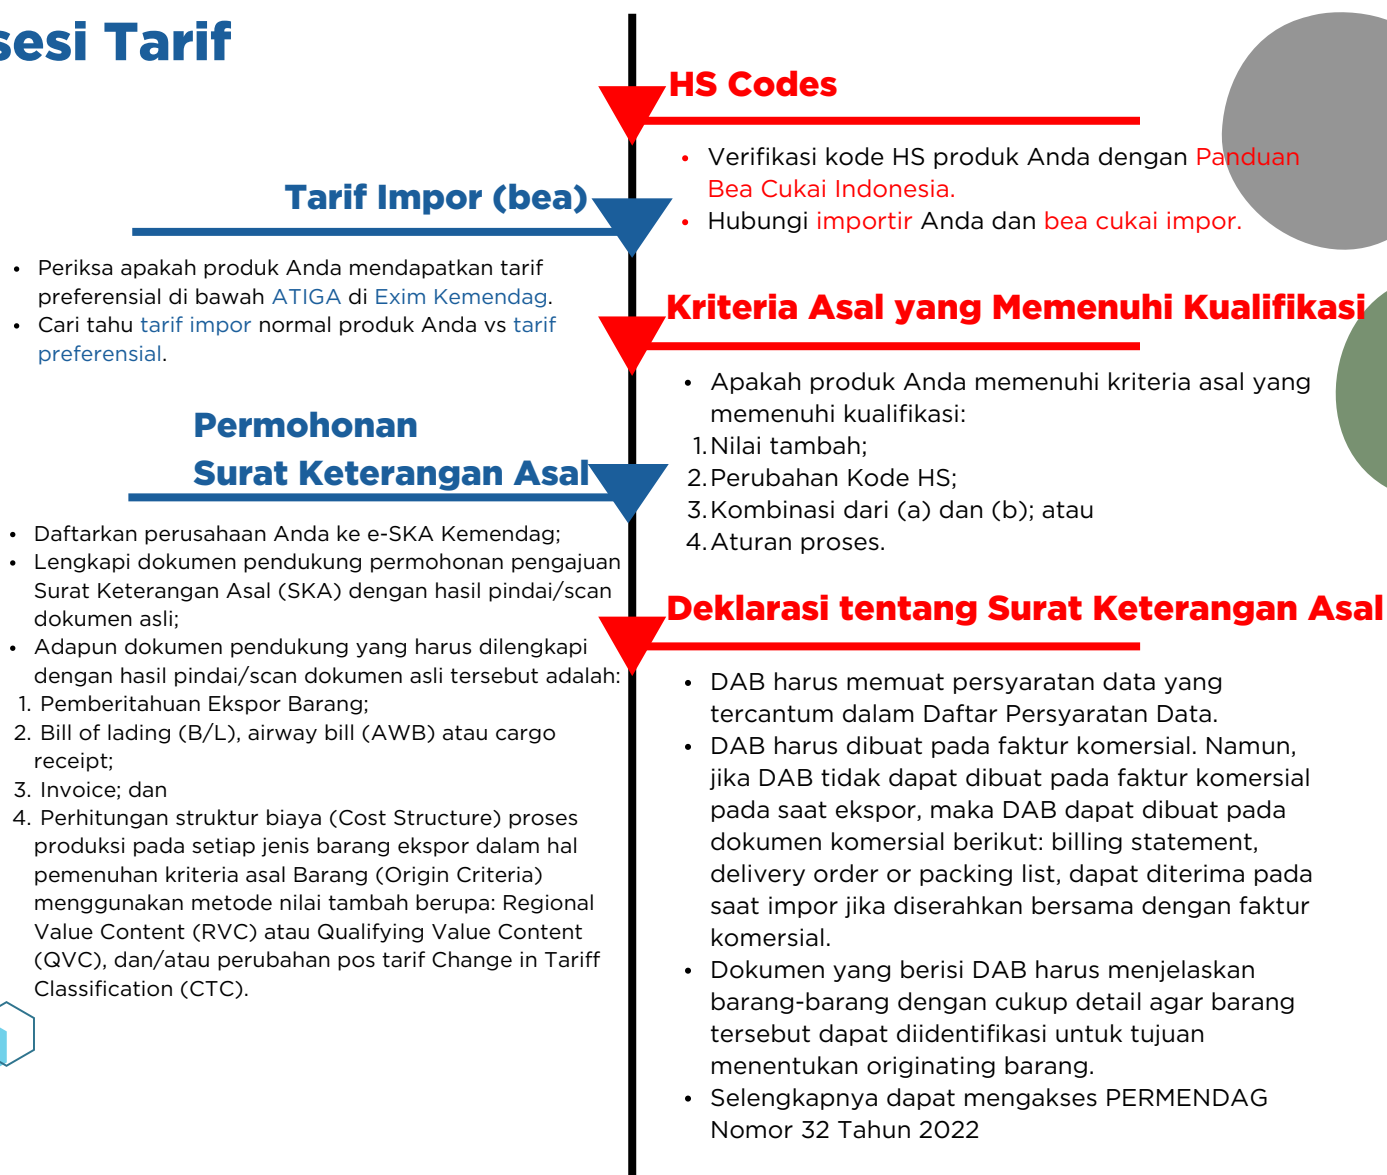 sesi Tarif
HS Codes
• Verifikasi kode HS produk Anda dengan Panduan
Bea Cukai Indonesia.
• Hubungi importir Anda dan bea cukai impor.
Tarif Impor (bea)
• Periksa apakah produk Anda mendapatkan tarif
preferensial di bawah ATIGA di Exim Kemendag.
• Cari tahu tarif impor normal produk Anda vs tarif
preferensial.
Kriteria Asal yang Memenuhi Kualifikasi
• Apakah produk Anda memenuhi kriteria asal yang
memenuhi kualifikasi:
1. Nilai tambah;
2. Perubahan Kode HS;
3. Kombinasi dari (a) dan (b); atau
4. Aturan proses.
Permohonan
Surat Keterangan Asal
• Daftarkan perusahaan Anda ke e-SKA Kemendag;
• Lengkapi dokumen pendukung permohonan pengajuan
Surat Keterangan Asal (SKA) dengan hasil pindai/scan
dokumen asli;
• Adapun dokumen pendukung yang harus dilengkapi
dengan hasil pindai/scan dokumen asli tersebut adalah:
1. Pemberitahuan Ekspor Barang;
2. Bill of lading (B/L), airway bill (AWB) atau cargo
receipt;
3. Invoice; dan
4. Perhitungan struktur biaya (Cost Structure) proses
produksi pada setiap jenis barang ekspor dalam hal
pemenuhan kriteria asal Barang (Origin Criteria)
menggunakan metode nilai tambah berupa: Regional
Value Content (RVC) atau Qualifying Value Content
(QVC), dan/atau perubahan pos tarif Change in Tariff
Classification (CTC).
Deklarasi tentang Surat Keterangan Asal
• DAB harus memuat persyaratan data yang
tercantum dalam Daftar Persyaratan Data.
• DAB harus dibuat pada faktur komersial. Namun,
jika DAB tidak dapat dibuat pada faktur komersial
pada saat ekspor, maka DAB dapat dibuat pada
dokumen komersial berikut: billing statement,
delivery order or packing list, dapat diterima pada
saat impor jika diserahkan bersama dengan faktur
komersial.
• Dokumen yang berisi DAB harus menjelaskan
barang-barang dengan cukup detail agar barang
tersebut dapat diidentifikasi untuk tujuan
menentukan originating barang.
• Selengkapnya dapat mengakses PERMENDAG
Nomor 32 Tahun 2022